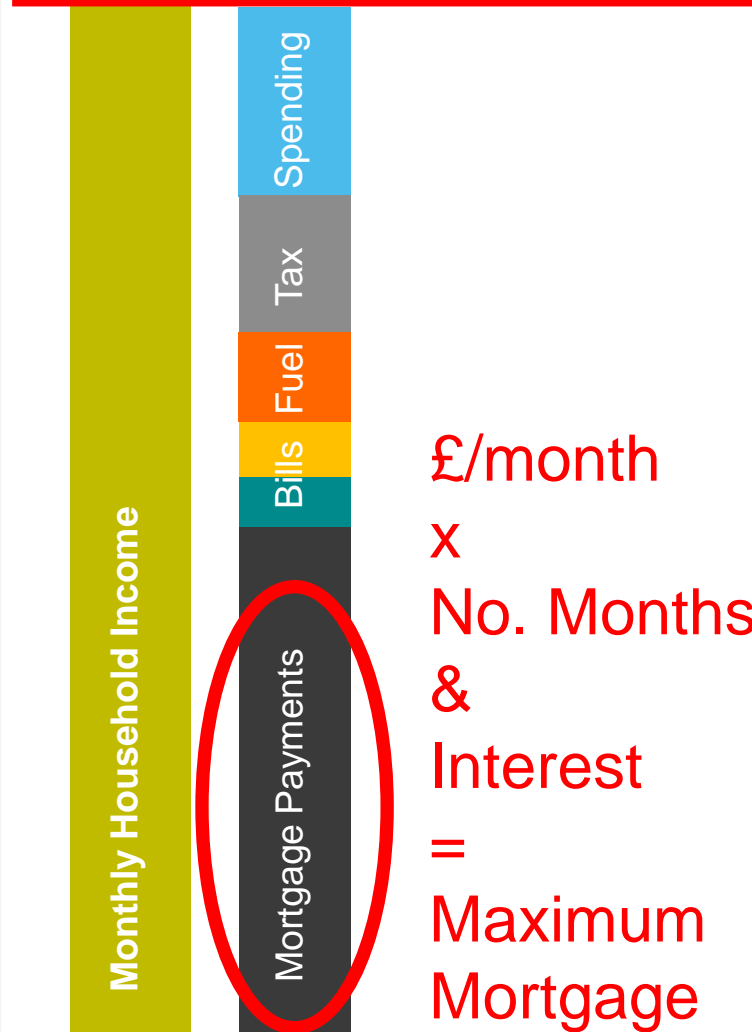 Monthly Household Income
Spending
Tax
Fuel
Bills
Mortgage Payments
£/month
x
No. Months
&
Interest
=
Maximum
Mortgage